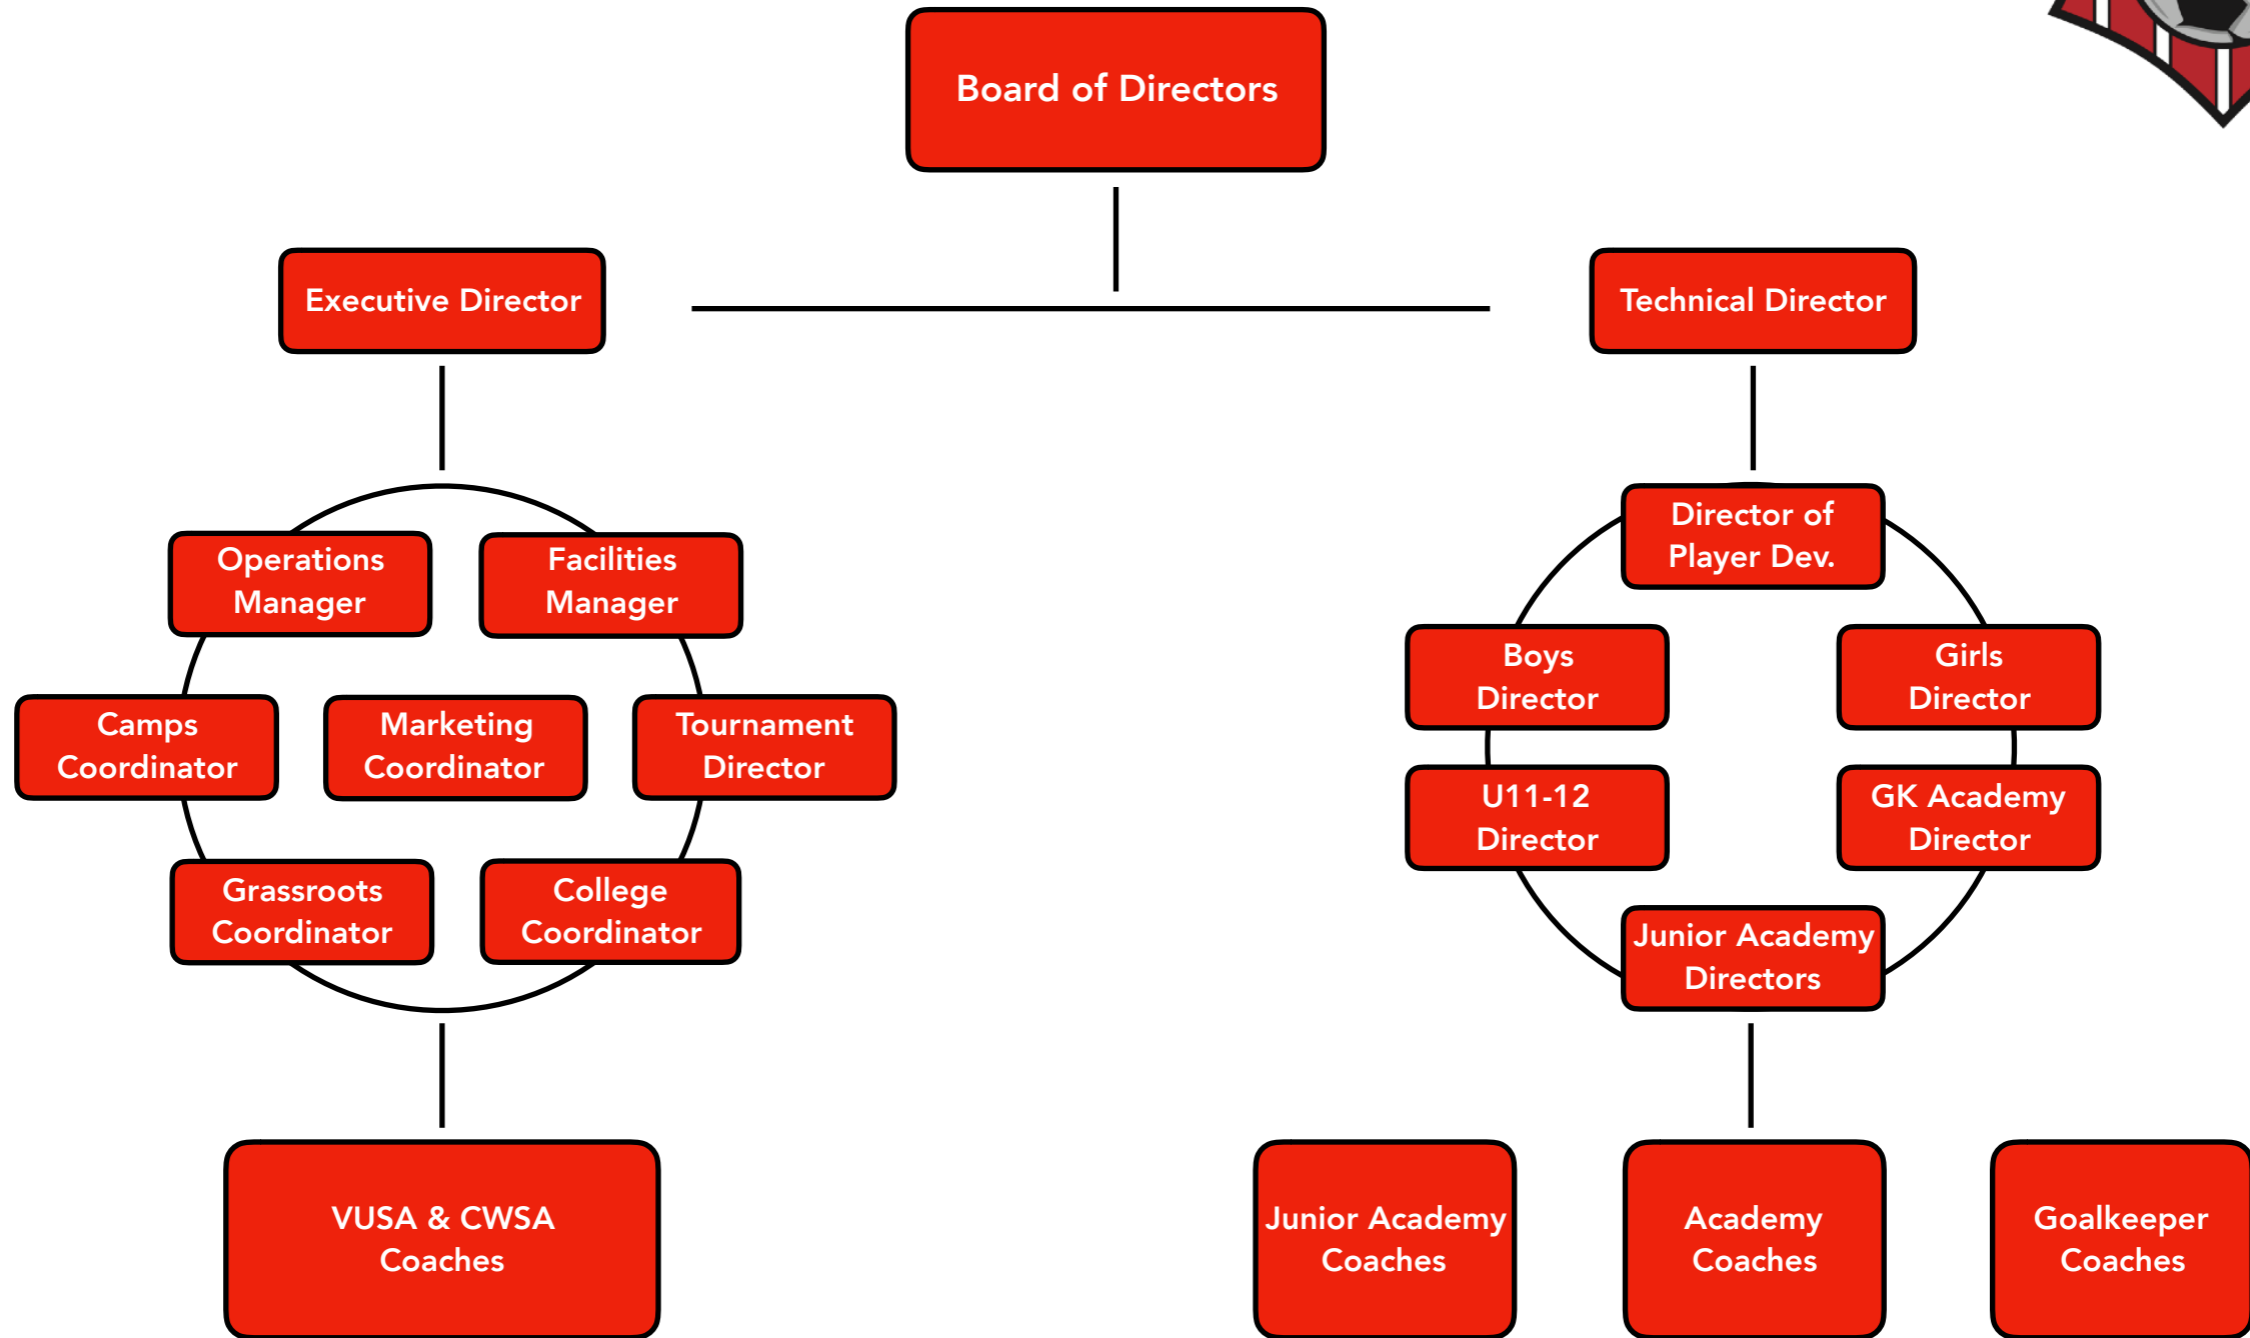 Board of Directors
Executive Director
Technical Director
Operations
Manager
Facilities
Manager
Camps
Coordinator
Marketing
Coordinator
Tournament
Director
Grassroots
Coordinator
College
Coordinator
VUSA & CWSA
Coaches
Director of
Player Dev.
Boys
Director
Girls
Director
U11-12
Director
GK Academy
Director
Junior Academy
Directors
Junior Academy
Coaches
Academy
Coaches
Goalkeeper
Coaches